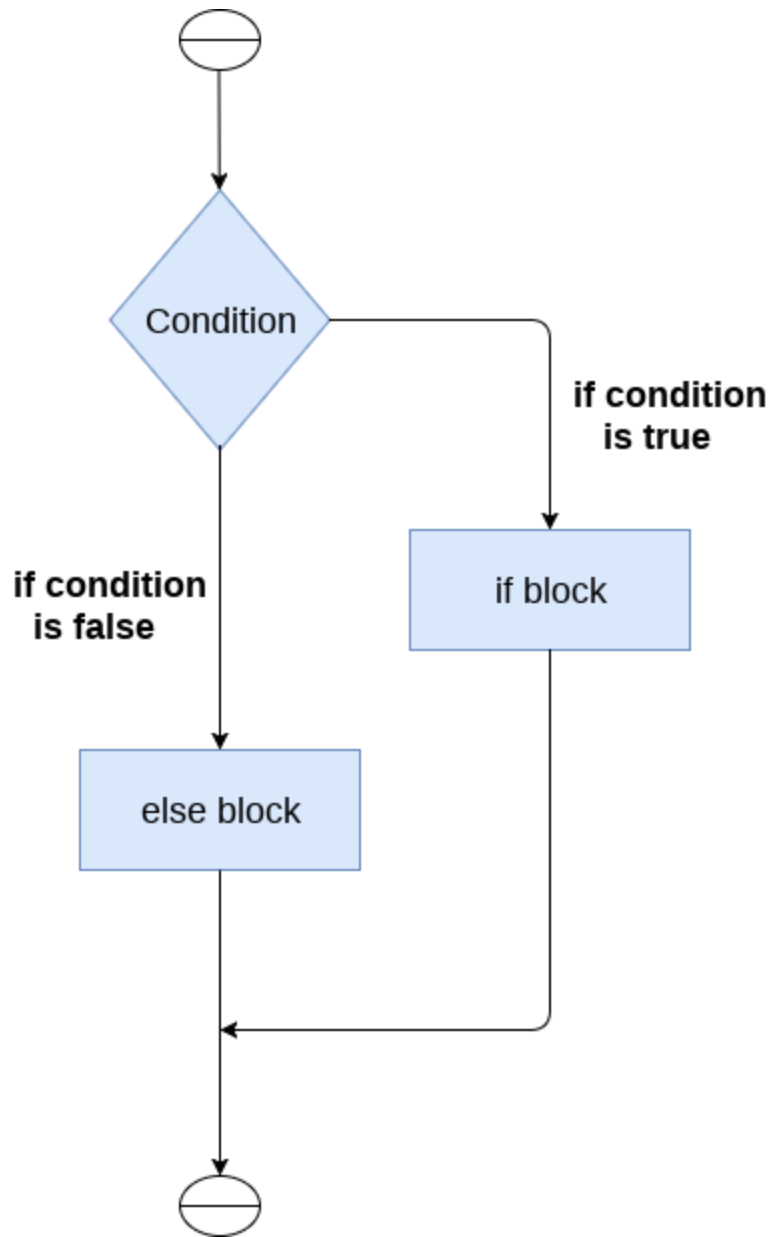 Condition
if condition
is true
if condition
is false
if block
else block